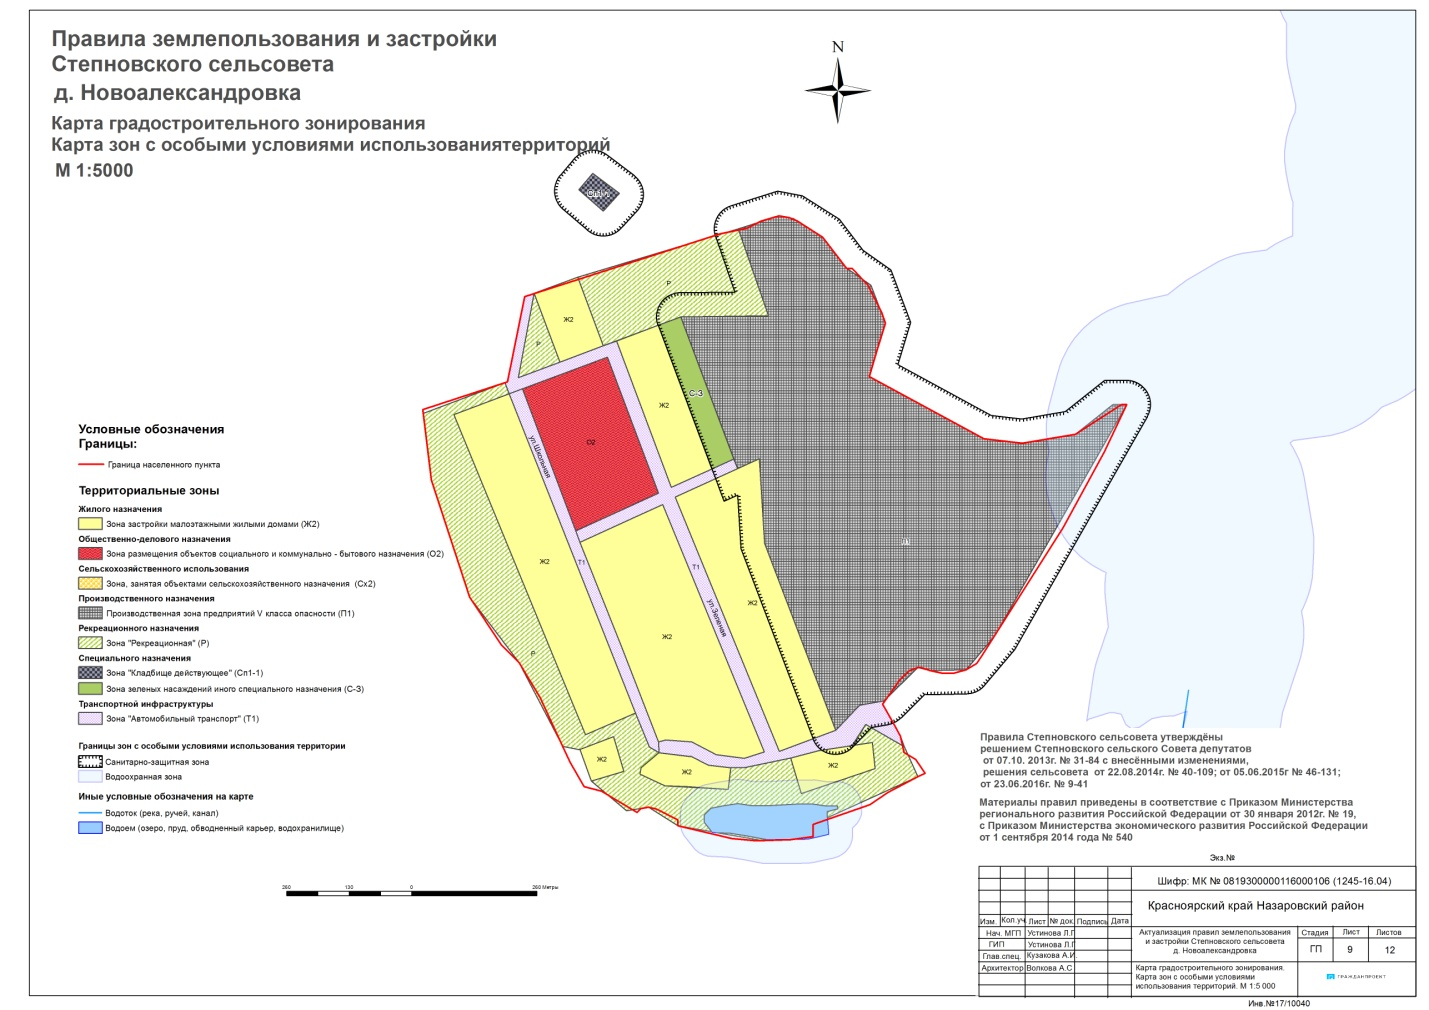 Правила землепользования и застройки
Степновского сельсовета
д. Новоалександровка
Карта градостроительного зонирования
Карта зон с особыми условиями использованиятерриторий
М 1:5000
N
Сп1-1
Р
Ж2
Р
Ж2
С-3
О2
ул.Школьная
П1
Ж2
Т1
Т1
Ж2
ул.Зеленая
Ж2
Р
Ж2
Ж2
Ж2
Условные обозначения
Границы:
Граница населенного пункта
Территориальные зоны
Жилого назначения
Зона застройки малоэтажными жилыми домами (Ж2)
Общественно-делового назначения
Зона размещения объектов социального и коммунально - бытового назначения (О2)
Сельскохозяйственного использования
Зона, занятая объектами сельскохозяйственного назначения (Сх2)
Производственного назначения
Производственная зона предприятий V класса опасности (П1)
Рекреационного назначения
Зона "Рекреационная" (Р)
Специального назначения
Зона "Кладбище действующее" (Сп1-1)
Зона зеленых насаждений иного специального назначения (С-3)
Транспортной инфраструктуры
Зона "Автомобильный транспорт" (Т1)
Границы зон с особыми условиями использования территории
Санитарно-защитная зона
Водоохранная зона
Иные условные обозначения на карте
Водоток (река, ручей, канал)
Водоем (озеро, пруд, обводненный карьер, водохранилище)
260 130 0 260 Метры
Правила Степновского сельсовета утверждёны
решением Степновского сельского Совета депутатов
от 07.10. 2013г. № 31-84 с внесёнными изменениями,
решения сельсовета от 22.08.2014г. № 40-109; от 05.06.2015г № 46-131;
от 23.06.2016г. № 9-41
Материалы правил приведены в соответствие с Приказом Министерства
регионального развития Российской Федерации от 30 января 2012г. № 19,
с Приказом Министерства экономического развития Российской Федерации
от 1 сентября 2014 года № 540
Экз.№
Шифр: МК № 0819300000116000106 (1245-16.04)
Красноярский край Назаровский район
Изм. Кол.уч. Лист № док. Подпись Дата
Нач. МГП Устинова Л.Г
ГИП Устинова Л.Г
Глав.спец. Кузакова А.И.
Архитектор Волкова А.С
Актуализация правил землепользования
и застройки Степновского сельсовета
д. Новоалександровка
Стадия Лист Листов
ГП 9 12
Карта градостроительного зонирования.
Карта зон с особыми условиями
использования территорий. М 1:5 000
ГРАЖДАНПРОЕКТ
Инв.№17/10040